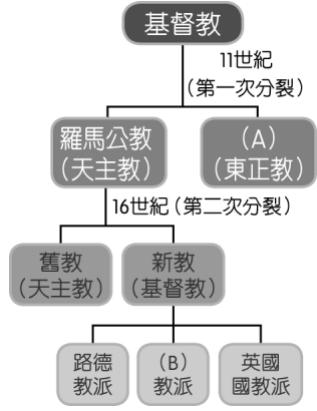 基督教
11世紀
（第一次分裂）
羅馬公教
（天主教）
（A）
（東正教）
16世紀（第二次分裂）
舊教
（天主教）
新教
（基督教）
路德
教派
（B）
教派
英國
國教派